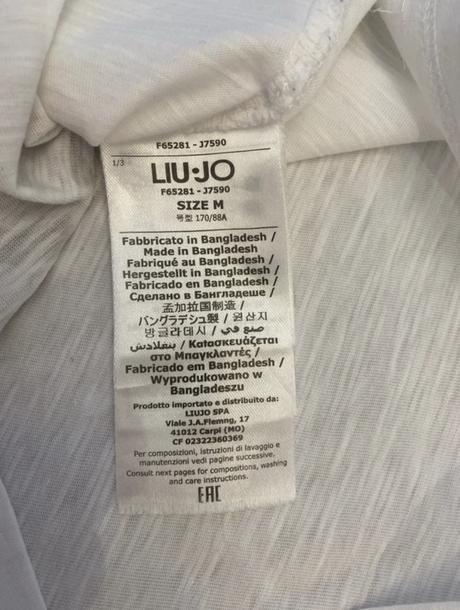 F65281 - J7590
1/3
LIU·JO
F65281 - J7590
SIZE M
号型 170/88A
Fabbricato in Bangladesh /
Made in Bangladesh
Fabriqué au Bangladesh /
Hergestellt in Bangladesh /
Fabricado en Bangladesh /
Сделано в Бангладеше /
孟加拉国制造 /
バングラデシュ製 / 원산지
방글라데시 / صنع في
بنغلادش / Κατασκευάζεται
στο Μπαγκλαντές /
Fabricado em Bangladesh /
Wyprodukowano w
Bangladeszu
Prodotto importato e distribuito da:
LIUJO SPA
Viale J.A.Fleming, 17
41012 Carpi (MO)
CF 02322360369
Per composizioni, istruzioni di lavaggio e
manutenzioni vedi pagine successive.
Consult next pages for compositions, washing
and care instructions.
EAC